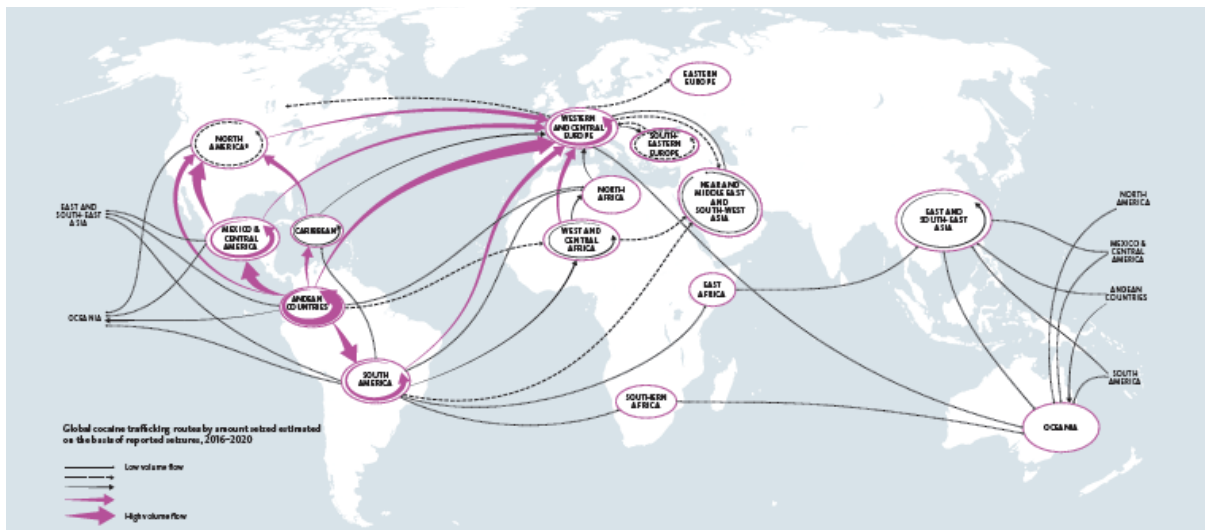 EASTERN
EUROPE
WESTERN
AND CENTRAL
EUROPE
SOUTH-
EASTERN
EUROPE
NORTH
AMERICA
NEAR AND
MIDDLE EAST
AND
SOUTH-WEST
ASIA
NORTH
AFRICA
EAST AND
SOUTH-EAST
ASIA
NORTH
AMERICA
EAST AND
SOUTH-EAST
ASIA
MEXICO &
CENTRAL
AMERICA
CARIBBEAN
WEST AND
CENTRAL
AFRICA
MEXICO &
CENTRAL
AMERICA
ANDEAN
COUNTRIES
EAST
AFRICA
ANDEAN
COUNTRIES
OCEANIA
SOUTH
AMERICA
SOUTH
AMERICA
SOUTHERN
AFRICA
OCEANIA
Global cocaine trafficking routes by amount seized estimated
on the basis of reported seizures, 2016–2020
Low volume flow
High volume flow